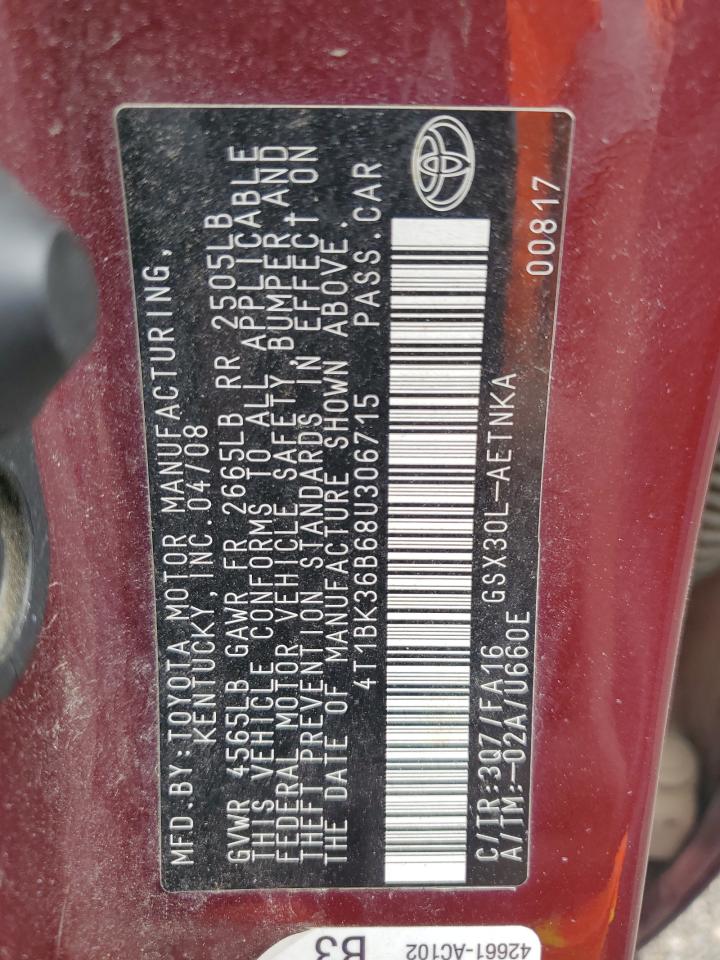 MFD.BY:TOYOTA MOTOR MANUFACTURING,
KENTUCKY,INC.04/08
GVWR 4565LB GAWR FR 2665LB RR 2505LB
THIS VEHICLE CONFORMS TO ALL APPLICABLE
FEDERAL MOTOR VEHICLE SAFETY,BUMPER,AND
THEFT PREVENTION STANDARDS IN EFFECT ON
THE DATE OF MANUFACTURE SHOWN ABOVE.
4T1BK36B68U306715 PASS.CAR
C/TR:3Q7/FA16 GSX30L-AETNKA
A/TM:-02A/U660E 00817
42661-AC102
B3